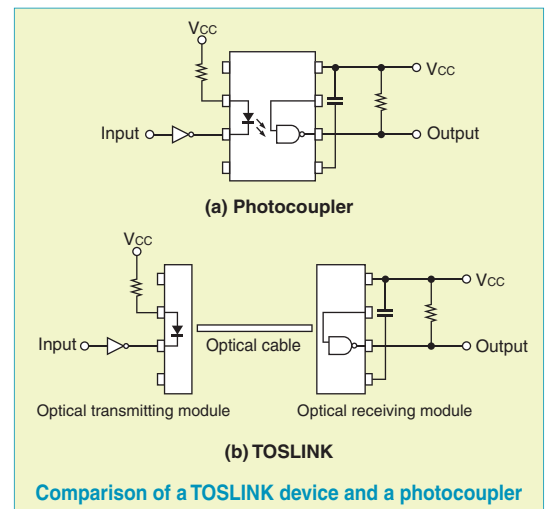 VCC
VCC
Input
Output
(a) Photocoupler
VCC
VCC
Input
Optical cable
Output
Optical transmitting module
Optical receiving module
(b) TOSLINK
Comparison of a TOSLINK device and a photocoupler